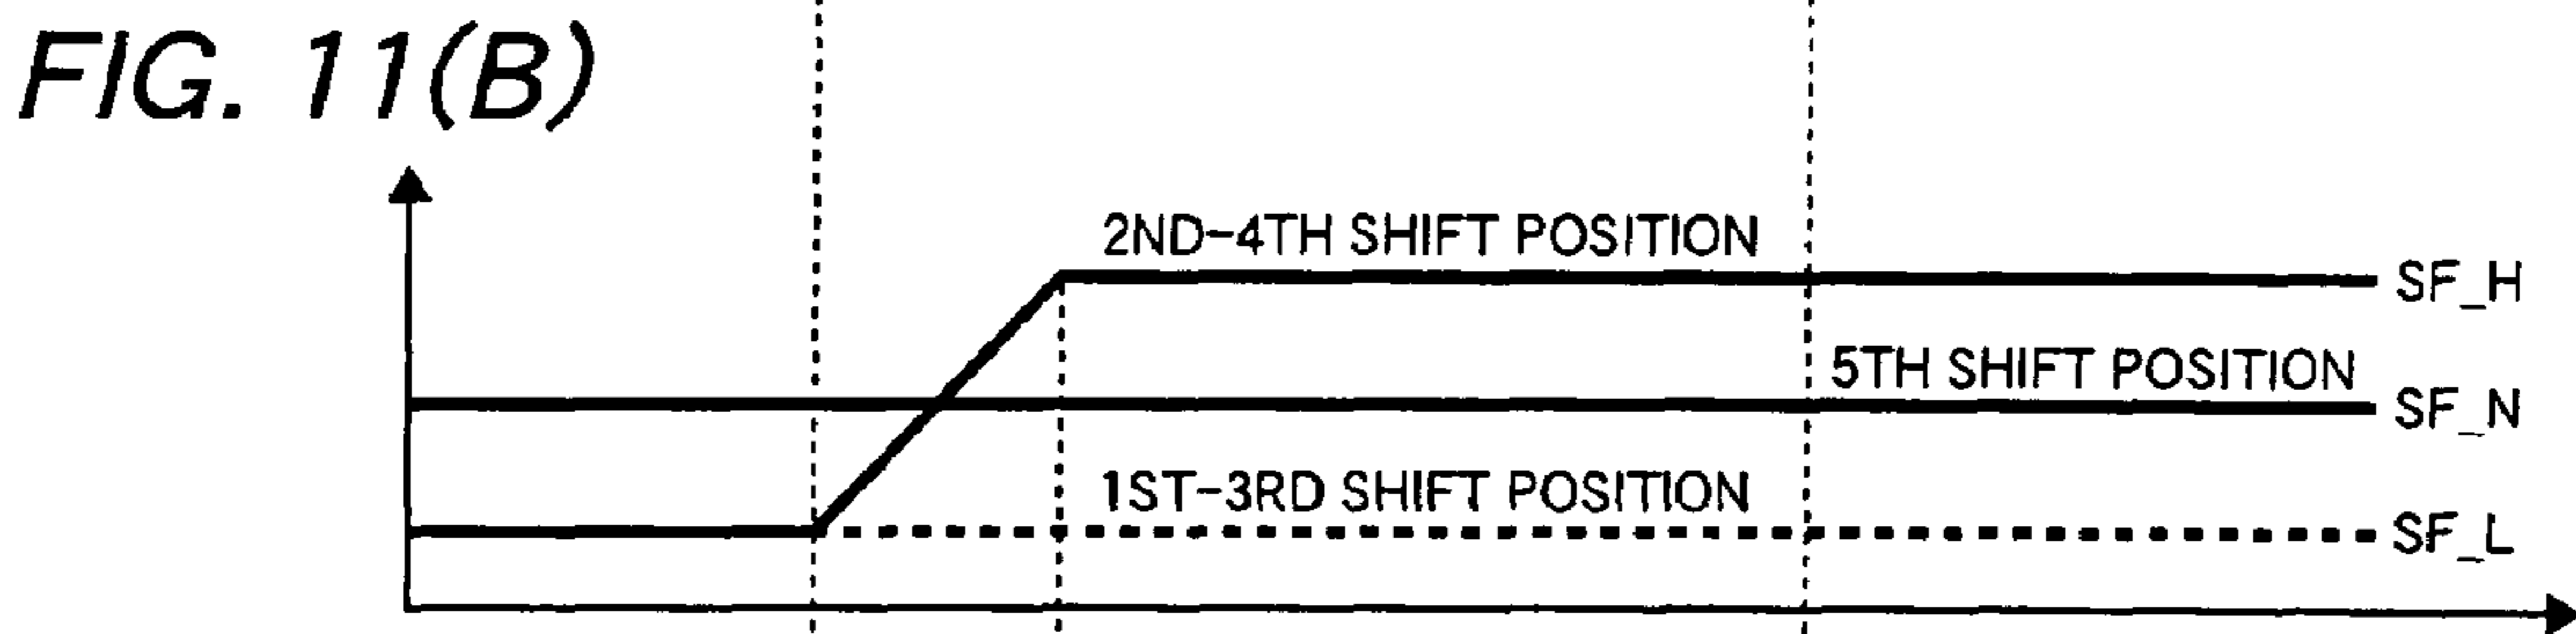 FIG. 11(B)
2ND-4TH SHIFT POSITION
SF_H
5TH SHIFT POSITION
SF_N
1ST-3RD SHIFT POSITION
SF_L